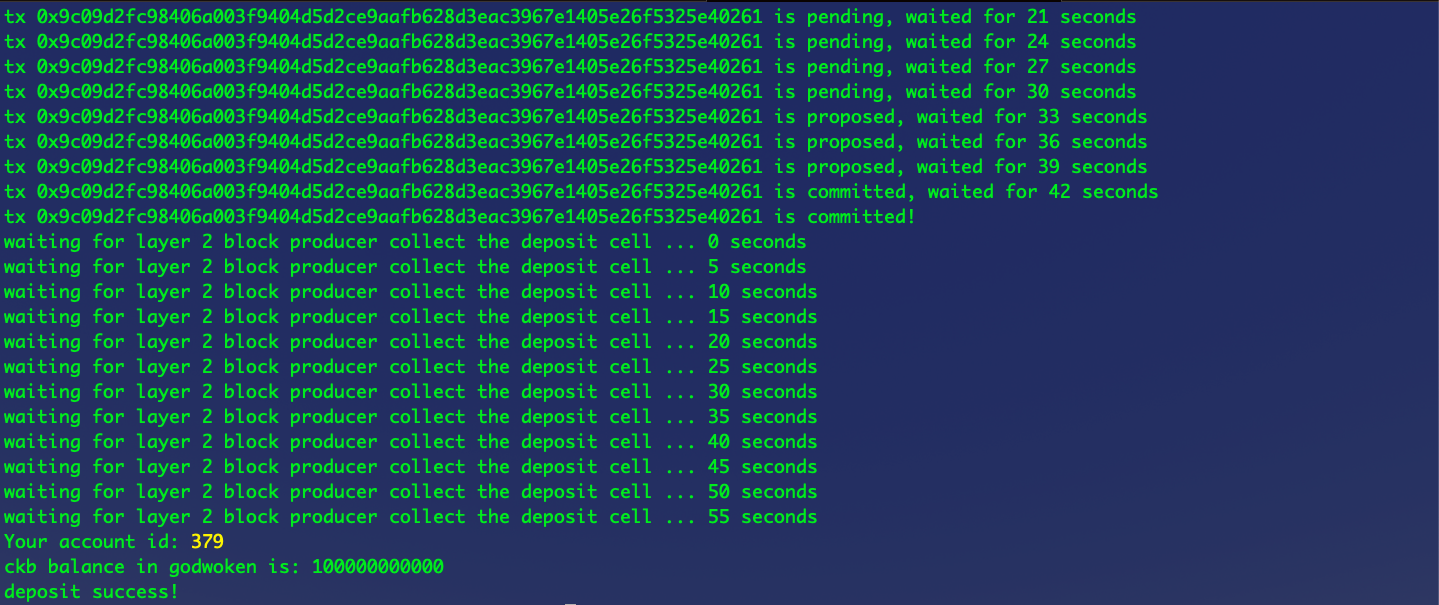 tx 0x9c09d2fc98406a003f9404d5d2ce9aafb628d3eac3967e1405e26f5325e40261 is pending, waited for 21 seconds
tx 0x9c09d2fc98406a003f9404d5d2ce9aafb628d3eac3967e1405e26f5325e40261 is pending, waited for 24 seconds
tx 0x9c09d2fc98406a003f9404d5d2ce9aafb628d3eac3967e1405e26f5325e40261 is pending, waited for 27 seconds
tx 0x9c09d2fc98406a003f9404d5d2ce9aafb628d3eac3967e1405e26f5325e40261 is pending, waited for 30 seconds
tx 0x9c09d2fc98406a003f9404d5d2ce9aafb628d3eac3967e1405e26f5325e40261 is proposed, waited for 33 seconds
tx 0x9c09d2fc98406a003f9404d5d2ce9aafb628d3eac3967e1405e26f5325e40261 is proposed, waited for 36 seconds
tx 0x9c09d2fc98406a003f9404d5d2ce9aafb628d3eac3967e1405e26f5325e40261 is proposed, waited for 39 seconds
tx 0x9c09d2fc98406a003f9404d5d2ce9aafb628d3eac3967e1405e26f5325e40261 is committed, waited for 42 seconds
tx 0x9c09d2fc98406a003f9404d5d2ce9aafb628d3eac3967e1405e26f5325e40261 is committed!
waiting for layer 2 block producer collect the deposit cell ... 0 seconds
waiting for layer 2 block producer collect the deposit cell ... 5 seconds
waiting for layer 2 block producer collect the deposit cell ... 10 seconds
waiting for layer 2 block producer collect the deposit cell ... 15 seconds
waiting for layer 2 block producer collect the deposit cell ... 20 seconds
waiting for layer 2 block producer collect the deposit cell ... 25 seconds
waiting for layer 2 block producer collect the deposit cell ... 30 seconds
waiting for layer 2 block producer collect the deposit cell ... 35 seconds
waiting for layer 2 block producer collect the deposit cell ... 40 seconds
waiting for layer 2 block producer collect the deposit cell ... 45 seconds
waiting for layer 2 block producer collect the deposit cell ... 50 seconds
waiting for layer 2 block producer collect the deposit cell ... 55 seconds
Your account id: 379
ckb balance in godwoken is: 100000000000
deposit success!